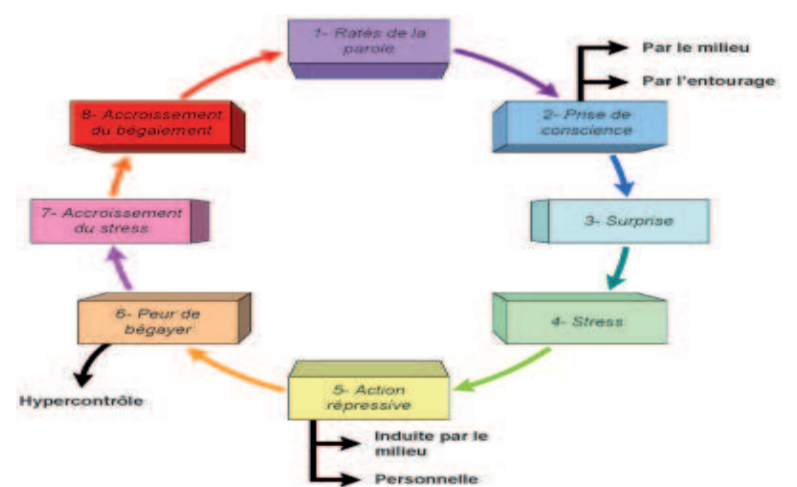 1- Ratés de la
parole
Par le milieu
Par l'entourage
2- Prise de
conscience
3- Surprise
4- Stress
5- Action
répressive
Induite par le
milieu
Personnelle
6- Peur de
bégayer
Hypercontrôle
7- Accroissement
du stress
8- Accroissement
du bégaiement